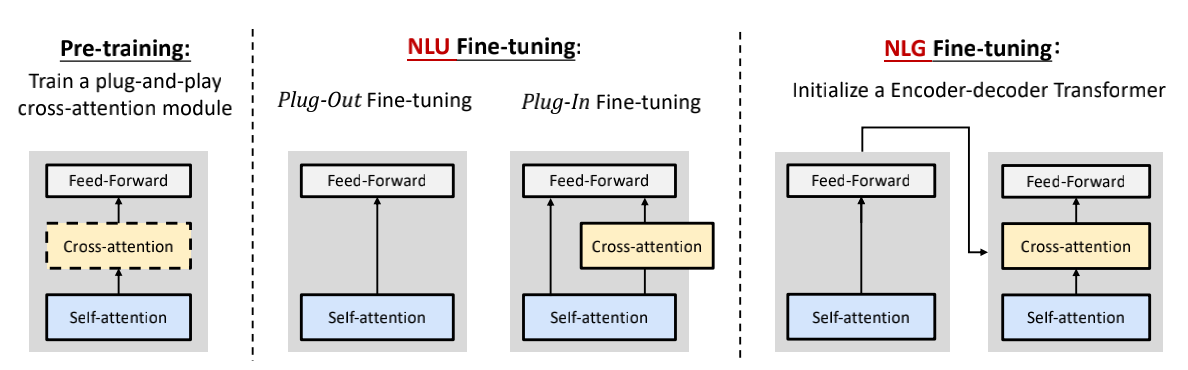 Pre-training:
Train a plug-and-play
cross-attention module
Feed-Forward
Cross-attention
Self-attention
NLU Fine-tuning:
Plug-Out Fine-tuning
Feed-Forward
Self-attention
Plug-In Fine-tuning
Feed-Forward
Cross-attention
Self-attention
NLG Fine-tuning：
Initialize a Encoder-decoder Transformer
Feed-Forward
Self-attention
Feed-Forward
Cross-attention
Self-attention